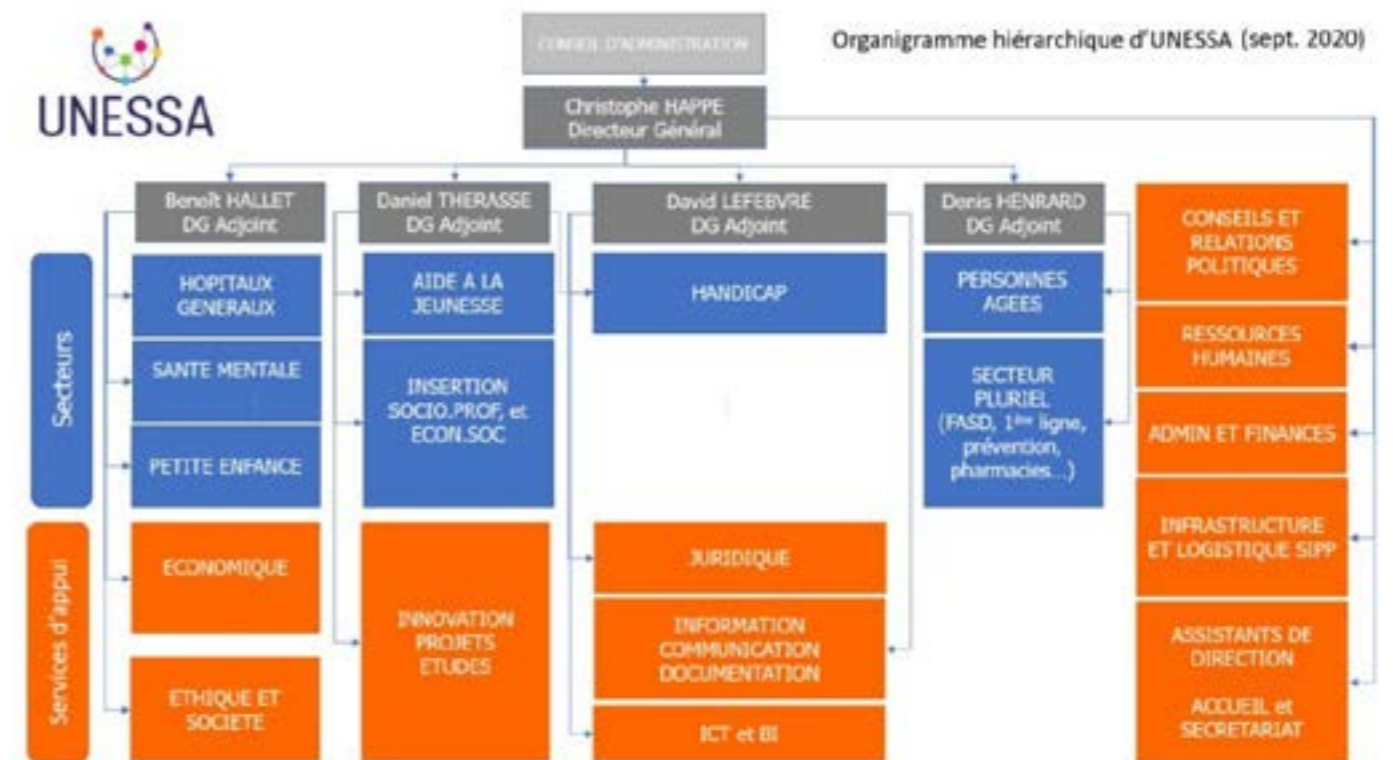 UNESSA
Organigramme hiérarchique d'UNESSA (sept. 2020)
CONSEIL D'ADMINISTRATION
Christophe HAPPE
Directeur Général
Benoît HALLET
DG Adjoint
Daniel THERASSE
DG Adjoint
David LEFEBVRE
DG Adjoint
Denis HENRARD
DG Adjoint
Secteurs
HOPITAUX
GENERAUX
SANTE MENTALE
PETITE ENFANCE
AIDE A LA
JEUNESSE
INSERTION
SOCIO.PROF, et
ECON.SOC
HANDICAP
PERSONNES
AGEES
SECTEUR
PLURIEL
(FASD, 1ère ligne,
prévention,
pharmacies...)
Services d'appui
ECONOMIQUE
ETHIQUE ET
SOCIETE
INNOVATION
PROJETS
ETUDES
JURIDIQUE
INFORMATION
COMMUNICATION
DOCUMENTATION
ICT et BI
CONSEILS ET
RELATIONS
POLITIQUES
RESSOURCES
HUMAINES
ADMIN ET FINANCES
INFRASTRUCTURE
ET LOGISTIQUE SIPP
ASSISTANTS DE
DIRECTION
ACCUEIL et
SECRETARIAT